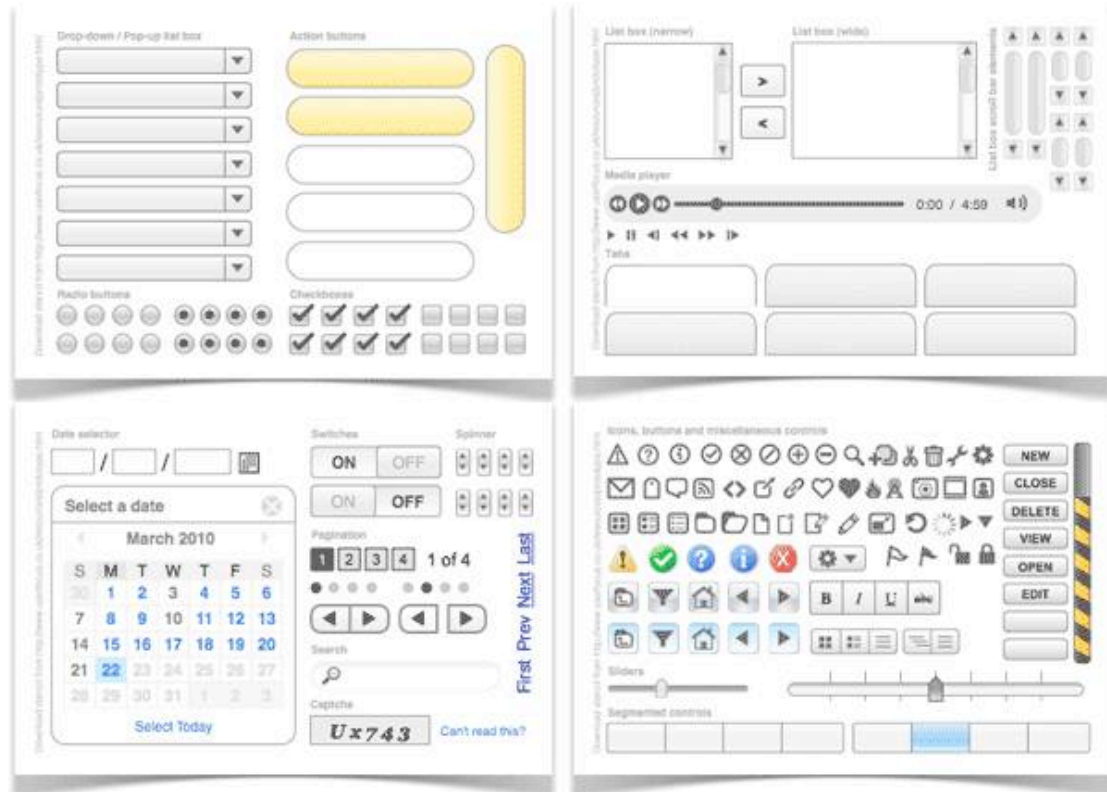 Drop-down / Pop-up list box
Action buttons
Radio buttons
Checkboxes
List box (narrow)
List box (wide)
List box scroll bar elements
>
<
Media player
0:00 / 4:59
Tabs
Date selector
/ /
Select a date
March 2010
S M T W T F S
30 1 2 3 4 5 6
7 8 9 10 11 12 13
14 15 16 17 18 19 20
21 22 23 24 25 26 27
28 29 30 31 1 2 3
Select Today
Switches
ON OFF
ON OFF
Spinner
Pagination
1 2 3 4 1 of 4
First Prev Next Last
Search
Captcha
Ux743
Can't read this?
Icons, buttons and miscellaneous controls
NEW
CLOSE
DELETE
VIEW
OPEN
EDIT
B I U abc
Sliders
Segmented controls